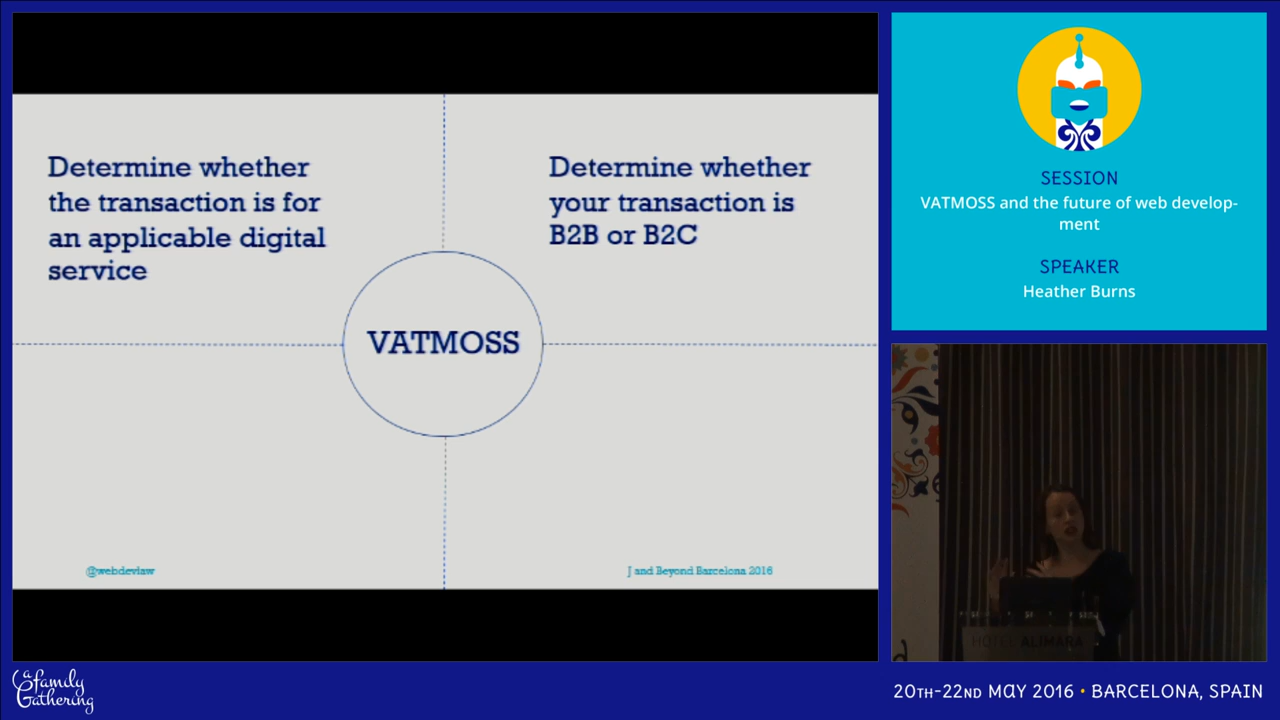 Determine whether
the transaction is for
an applicable digital
service
Determine whether
your transaction is
B2B or B2C
VATMOSS
@webdevlaw
J and Beyond Barcelona 2016
SESSION
VATMOSS and the future of web develop-
ment
SPEAKER
Heather Burns
HOTEL ALIMARA
a family
Gathering
20TH-22ND MAY 2016 • BARCELONA, SPAIN